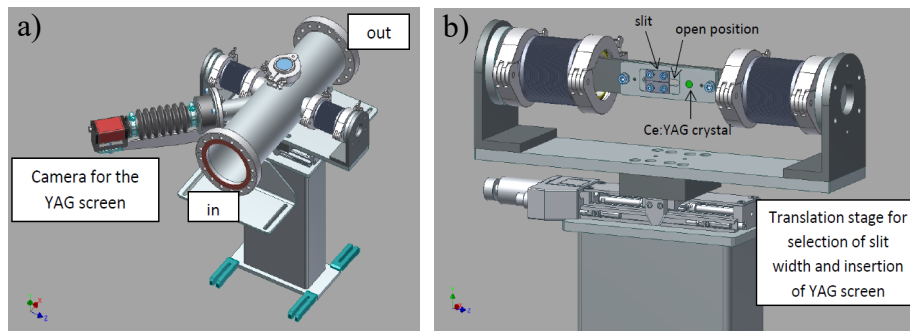 a)
out
Camera for the
YAG screen
in
b)
slit
open position
Ce:YAG crystal
Translation stage for
selection of slit
width and insertion
of YAG screen